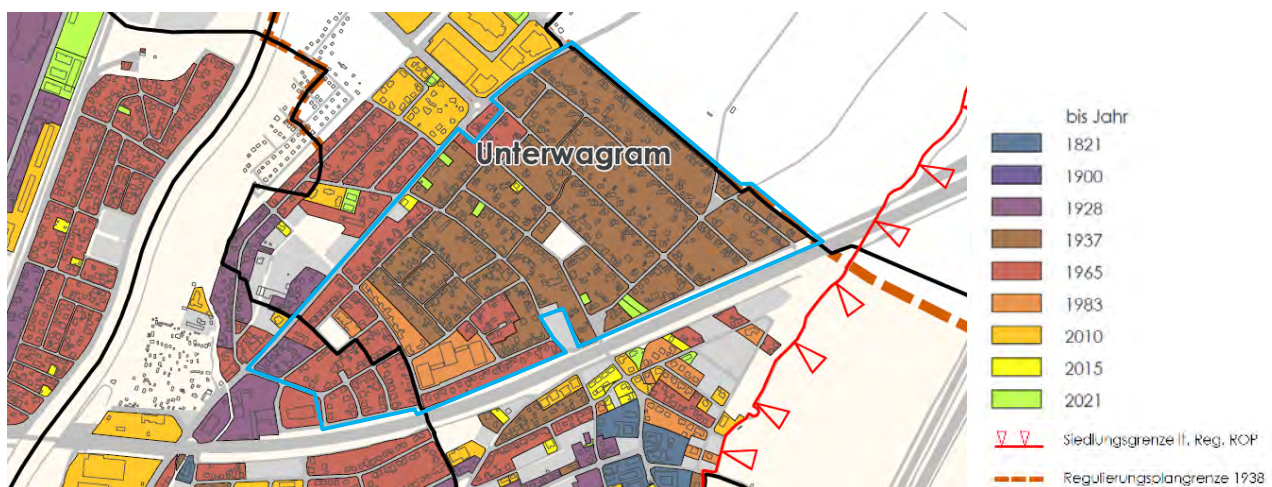 Unterwagram
bis Jahr
1821
1900
1928
1937
1965
1983
2010
2015
2021
Siedlungsgrenze lt. Reg. ROP
Regulierungsplangrenze 1938